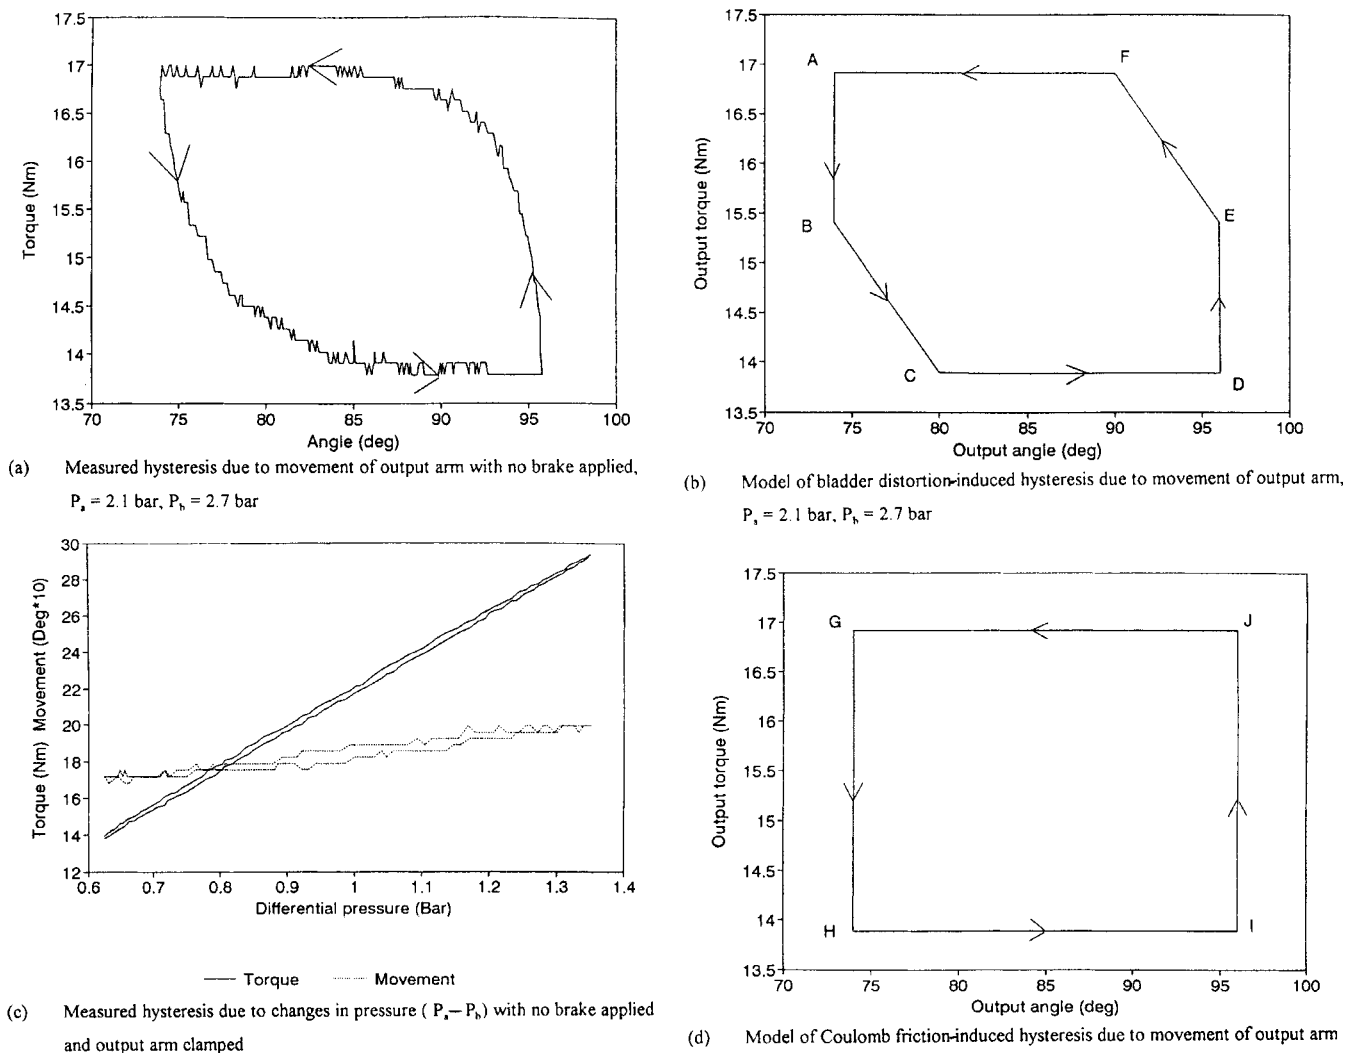 17.5
17
16.5
16
15.5
15
14.5
14
13.5
Torque (Nm)
70 75 80 85 90 95 100
Angle (deg)
(a) Measured hysteresis due to movement of output arm with no brake applied,
Pa = 2.1 bar, Pb = 2.7 bar
17.5
17
16.5
16
15.5
15
14.5
14
13.5
Output torque (Nm)
A
F
B
E
C
D
70 75 80 85 90 95 100
Output angle (deg)
(b) Model of bladder distortion-induced hysteresis due to movement of output arm,
Pa = 2.1 bar, Pb = 2.7 bar
30
28
26
24
22
20
18
16
14
12
Torque (Nm) Movement (Deg*10)
0.6 0.7 0.8 0.9 1 1.1 1.2 1.3 1.4
Differential pressure (Bar)
Torque Movement
(c) Measured hysteresis due to changes in pressure ( Pa – Pb) with no brake applied
and output arm clamped
17.5
17
16.5
16
15.5
15
14.5
14
13.5
Output torque (Nm)
G
J
H
I
70 75 80 85 90 95 100
Output angle (deg)
(d) Model of Coulomb friction-induced hysteresis due to movement of output arm